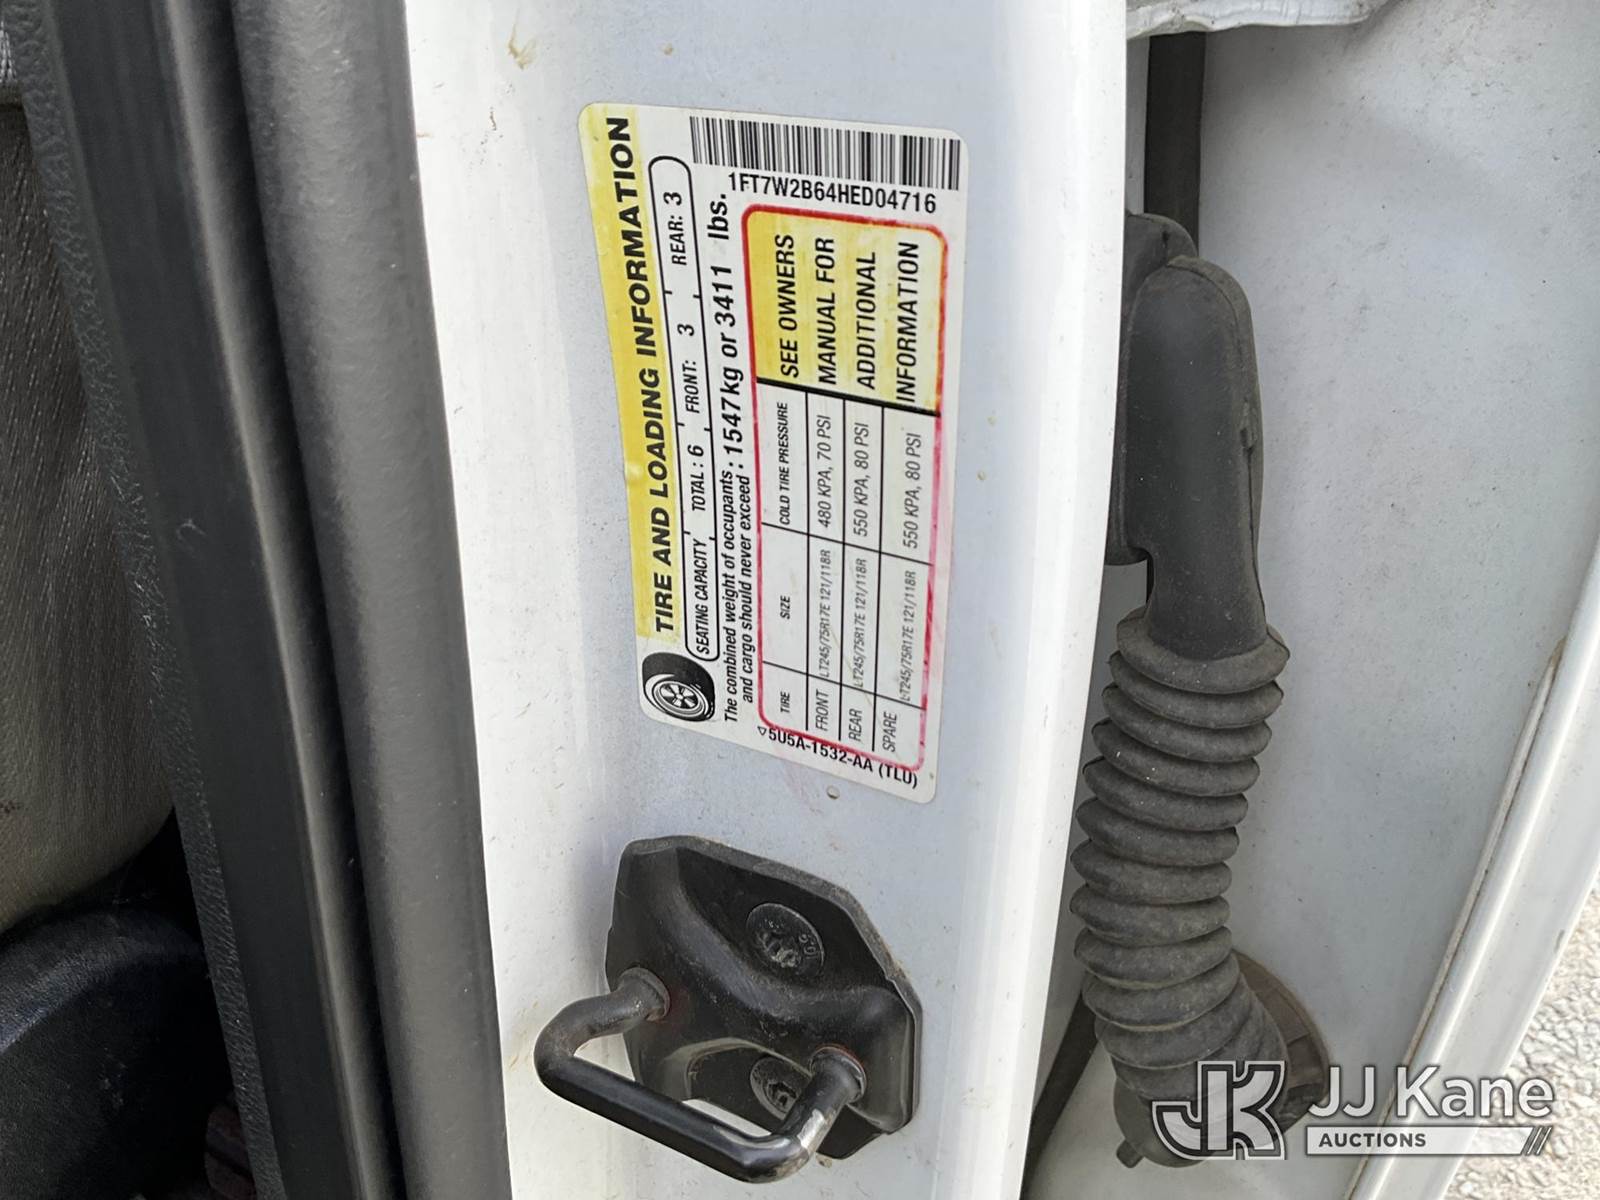 1FT7W2B64HED04716
TIRE AND LOADING INFORMATION
SEATING CAPACITY TOTAL: 6 FRONT: 3 REAR: 3
The combined weight of occupants and cargo should never exceed: 1547kg or 3411 lbs.
TIRE SIZE COLD TIRE PRESSURE
FRONT LT245/75R17E 121/118R 480 KPA, 70 PSI
REAR LT245/75R17E 121/118R 550 KPA, 80 PSI
SPARE LT245/75R17E 121/118R 550 KPA, 80 PSI
SEE OWNERS
MANUAL FOR
ADDITIONAL
INFORMATION
▽5U5A-1532-AA (TLU)
JK JJ Kane
AUCTIONS